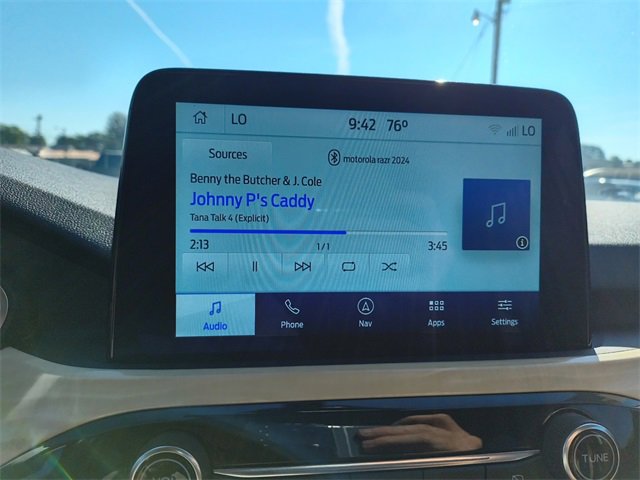 LO 9:42 76° LO
Sources motorola razr 2024
Benny the Butcher & J. Cole
Johnny P's Caddy
Tana Talk 4 (Explicit)
2:13 1/1 3:45
Audio Phone Nav Apps Settings
TUNE